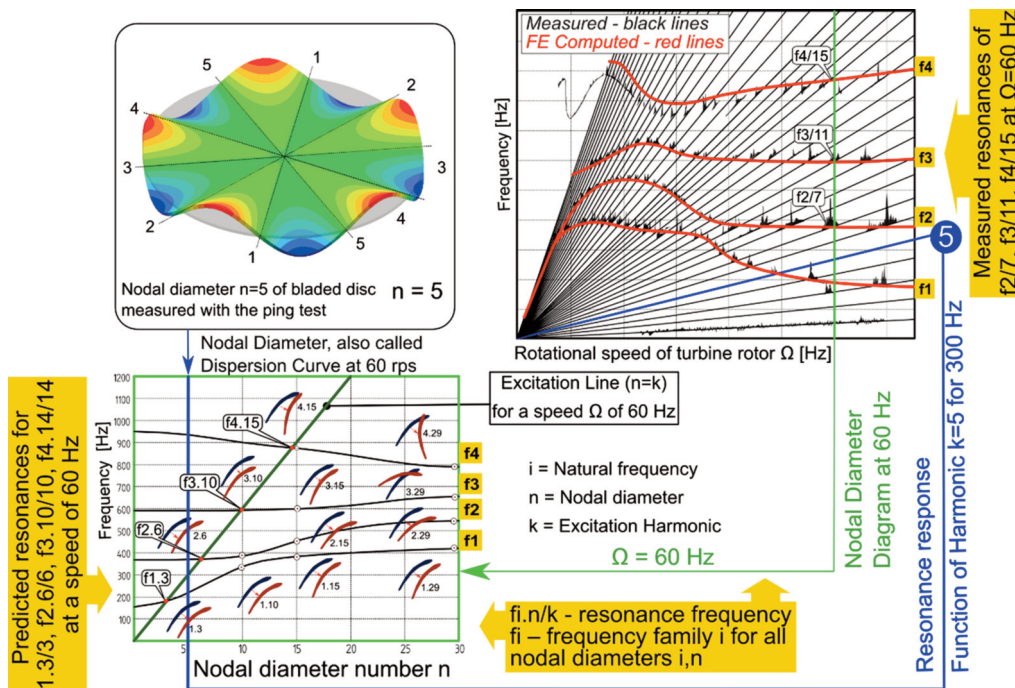 1
2
3
4
5
1
2
3
4
5
Nodal diameter n=5 of bladed disc
measured with the ping test
n = 5
Measured - black lines
FE Computed - red lines
Frequency [Hz]
f4/15
f3/11
f2/7
f4
f3
f2
f1
5
Rotational speed of turbine rotor Ω [Hz]
Measured resonances of
f2/7, f3/11, f4/15 at Ω=60 Hz
Nodal Diameter, also called
Dispersion Curve at 60 rps
Excitation Line (n=k)
for a speed Ω of 60 Hz
Predicted resonances for
1.3/3, f2.6/6, f3.10/10, f4.14/14
at a speed of 60 Hz
Frequency [Hz]
1200
1100
1000
900
800
700
600
500
400
300
200
100
5
10
15
20
25
30
Nodal diameter number n
f4.15
f3.10
f2.6
f1.3
4.15
4.29
3.10
3.15
3.29
2.6
2.15
2.29
1.3
1.10
1.15
1.29
f4
f3
f2
f1
i = Natural frequency
n = Nodal diameter
k = Excitation Harmonic
Ω = 60 Hz
Nodal Diameter
Diagram at 60 Hz
Resonance response
Function of Harmonic k=5 for 300 Hz
fi.n/k - resonance frequency
fi – frequency family i for all
nodal diameters i,n